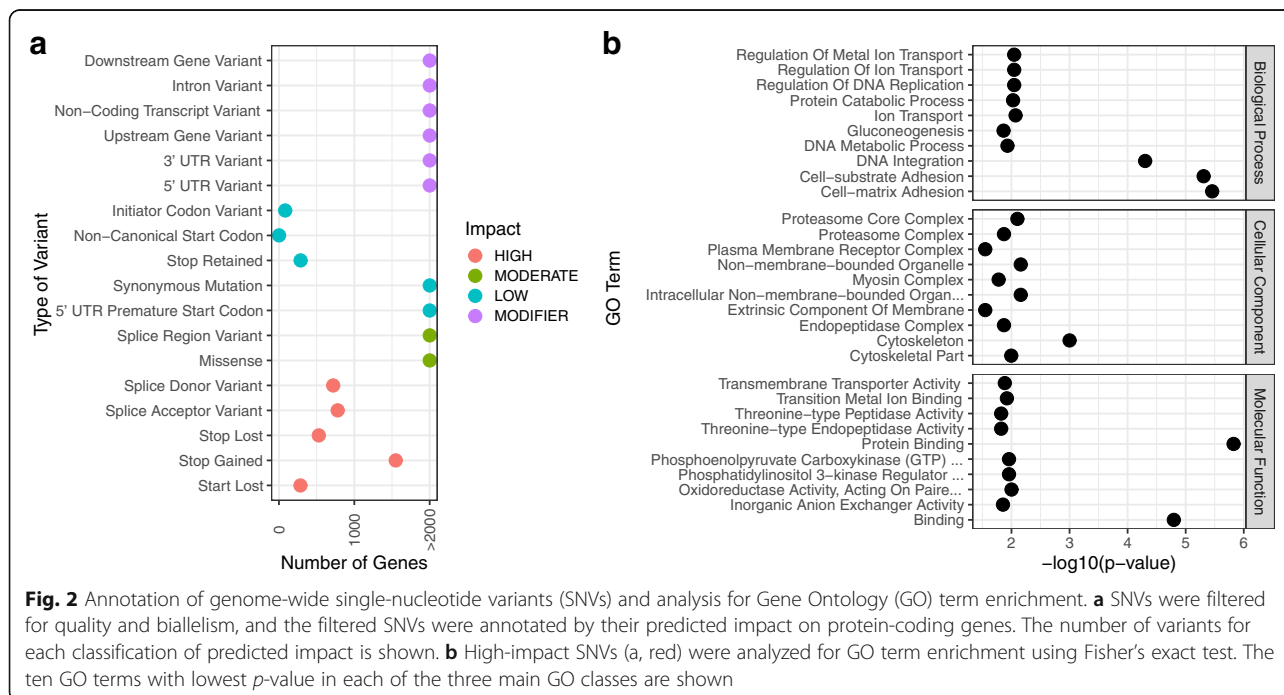 a
Downstream Gene Variant
Intron Variant
Non−Coding Transcript Variant
Upstream Gene Variant
3' UTR Variant
5' UTR Variant
Initiator Codon Variant
Non−Canonical Start Codon
Stop Retained
Synonymous Mutation
5' UTR Premature Start Codon
Splice Region Variant
Missense
Splice Donor Variant
Splice Acceptor Variant
Stop Lost
Stop Gained
Start Lost
Type of Variant
0
1000
>2000
Number of Genes
Impact
HIGH
MODERATE
LOW
MODIFIER
b
Regulation Of Metal Ion Transport
Regulation Of Ion Transport
Regulation Of DNA Replication
Protein Catabolic Process
Ion Transport
Gluconeogenesis
DNA Metabolic Process
DNA Integration
Cell−substrate Adhesion
Cell−matrix Adhesion
Biological Process
Proteasome Core Complex
Proteasome Complex
Plasma Membrane Receptor Complex
Non−membrane−bounded Organelle
Myosin Complex
Intracellular Non−membrane−bounded Organ...
Extrinsic Component Of Membrane
Endopeptidase Complex
Cytoskeleton
Cytoskeletal Part
Cellular Component
Transmembrane Transporter Activity
Transition Metal Ion Binding
Threonine−type Peptidase Activity
Threonine−type Endopeptidase Activity
Protein Binding
Phosphoenolpyruvate Carboxykinase (GTP) ...
Phosphatidylinositol 3−kinase Regulator ...
Oxidoreductase Activity, Acting On Paire...
Inorganic Anion Exchanger Activity
Binding
Molecular Function
GO Term
2 3 4 5 6
−log10(p−value)
Fig. 2 Annotation of genome-wide single-nucleotide variants (SNVs) and analysis for Gene Ontology (GO) term enrichment. a SNVs were filtered
for quality and biallelism, and the filtered SNVs were annotated by their predicted impact on protein-coding genes. The number of variants for
each classification of predicted impact is shown. b High-impact SNVs (a, red) were analyzed for GO term enrichment using Fisher's exact test. The
ten GO terms with lowest p-value in each of the three main GO classes are shown